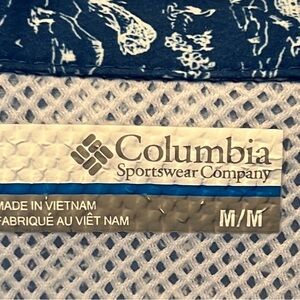 Columbia
Sportswear Company
MADE IN VIETNAM
FABRIQUÉ AU VIÊT NAM
M/M